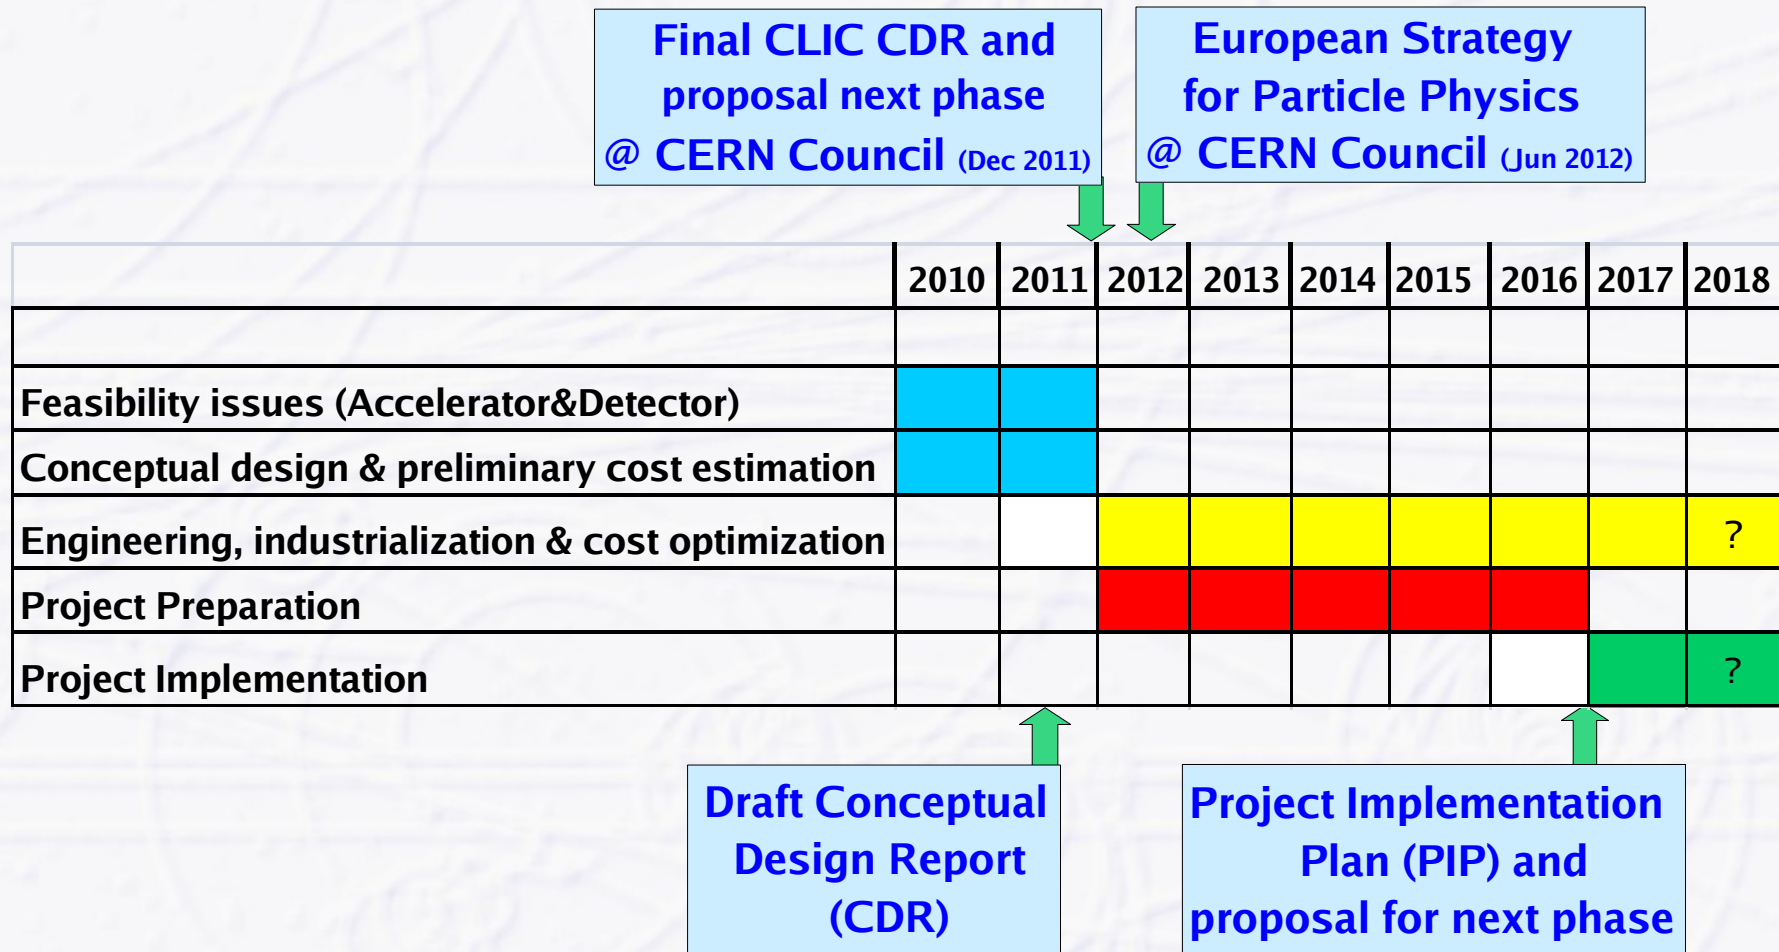 Final CLIC CDR and
proposal next phase
@ CERN Council (Dec 2011)
European Strategy
for Particle Physics
@ CERN Council (Jun 2012)
2010 2011 2012 2013 2014 2015 2016 2017 2018
Feasibility issues (Accelerator&Detector)
Conceptual design & preliminary cost estimation
Engineering, industrialization & cost optimization ?
Project Preparation
Project Implementation ?
Draft Conceptual
Design Report
(CDR)
Project Implementation
Plan (PIP) and
proposal for next phase